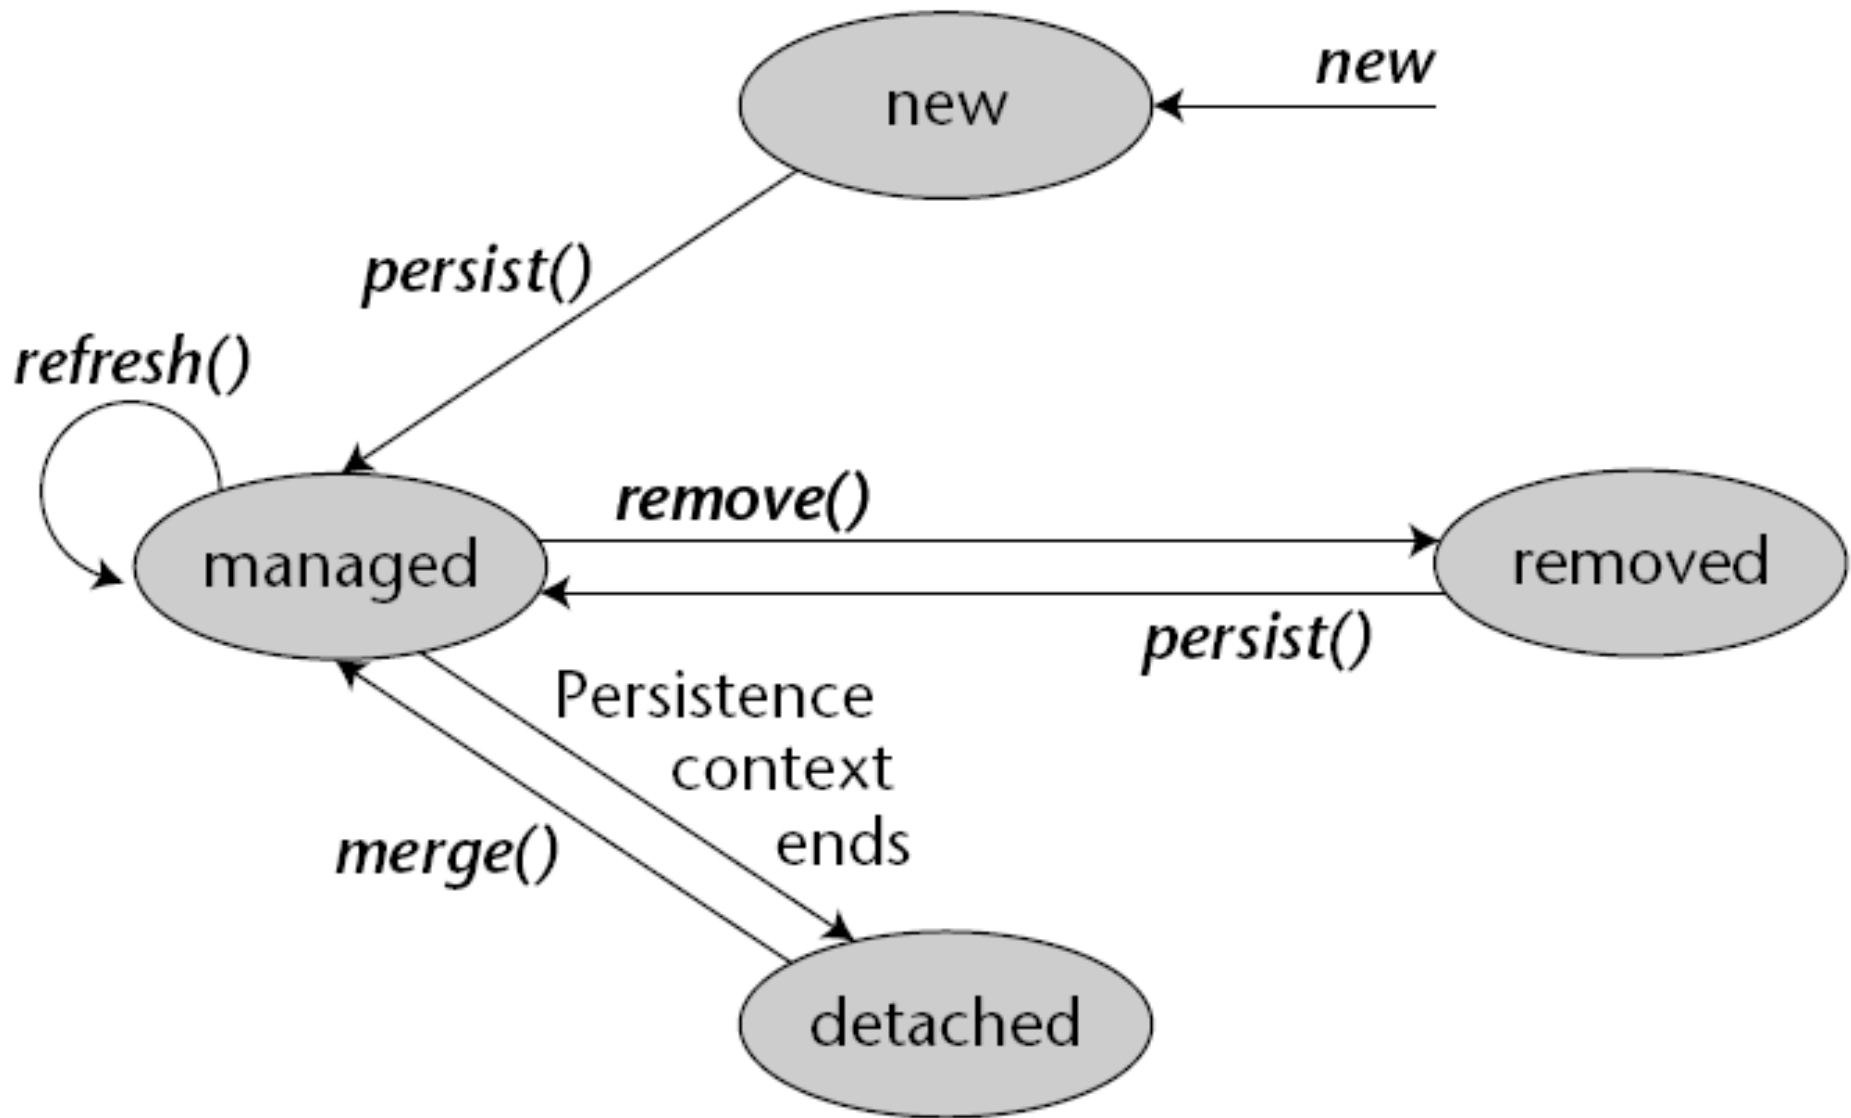 new
new
persist()
refresh()
remove()
managed
removed
persist()
Persistence
context
ends
merge()
detached